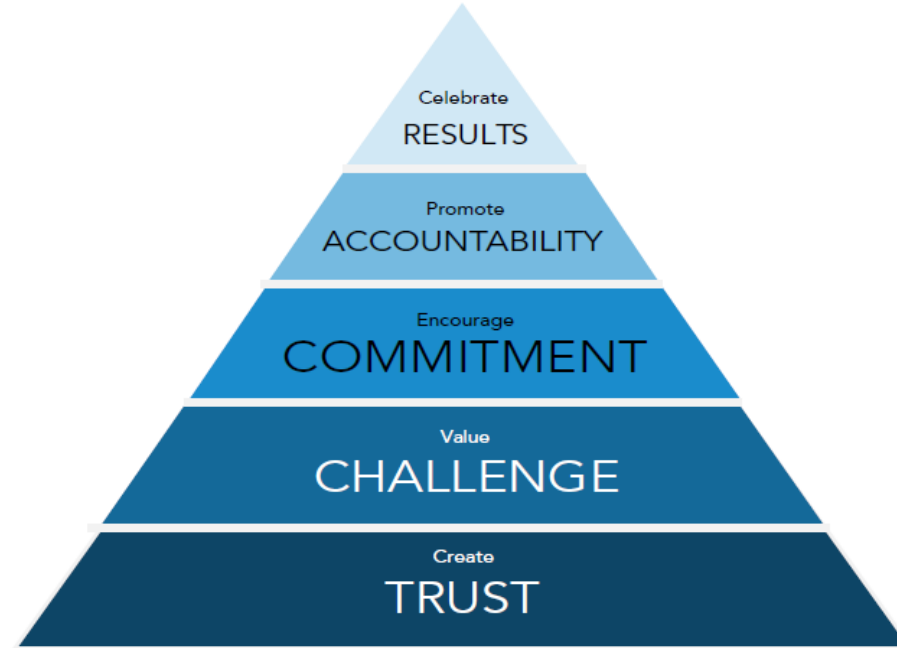 Celebrate
RESULTS
Promote
ACCOUNTABILITY
Encourage
COMMITMENT
Value
CHALLENGE
Create
TRUST